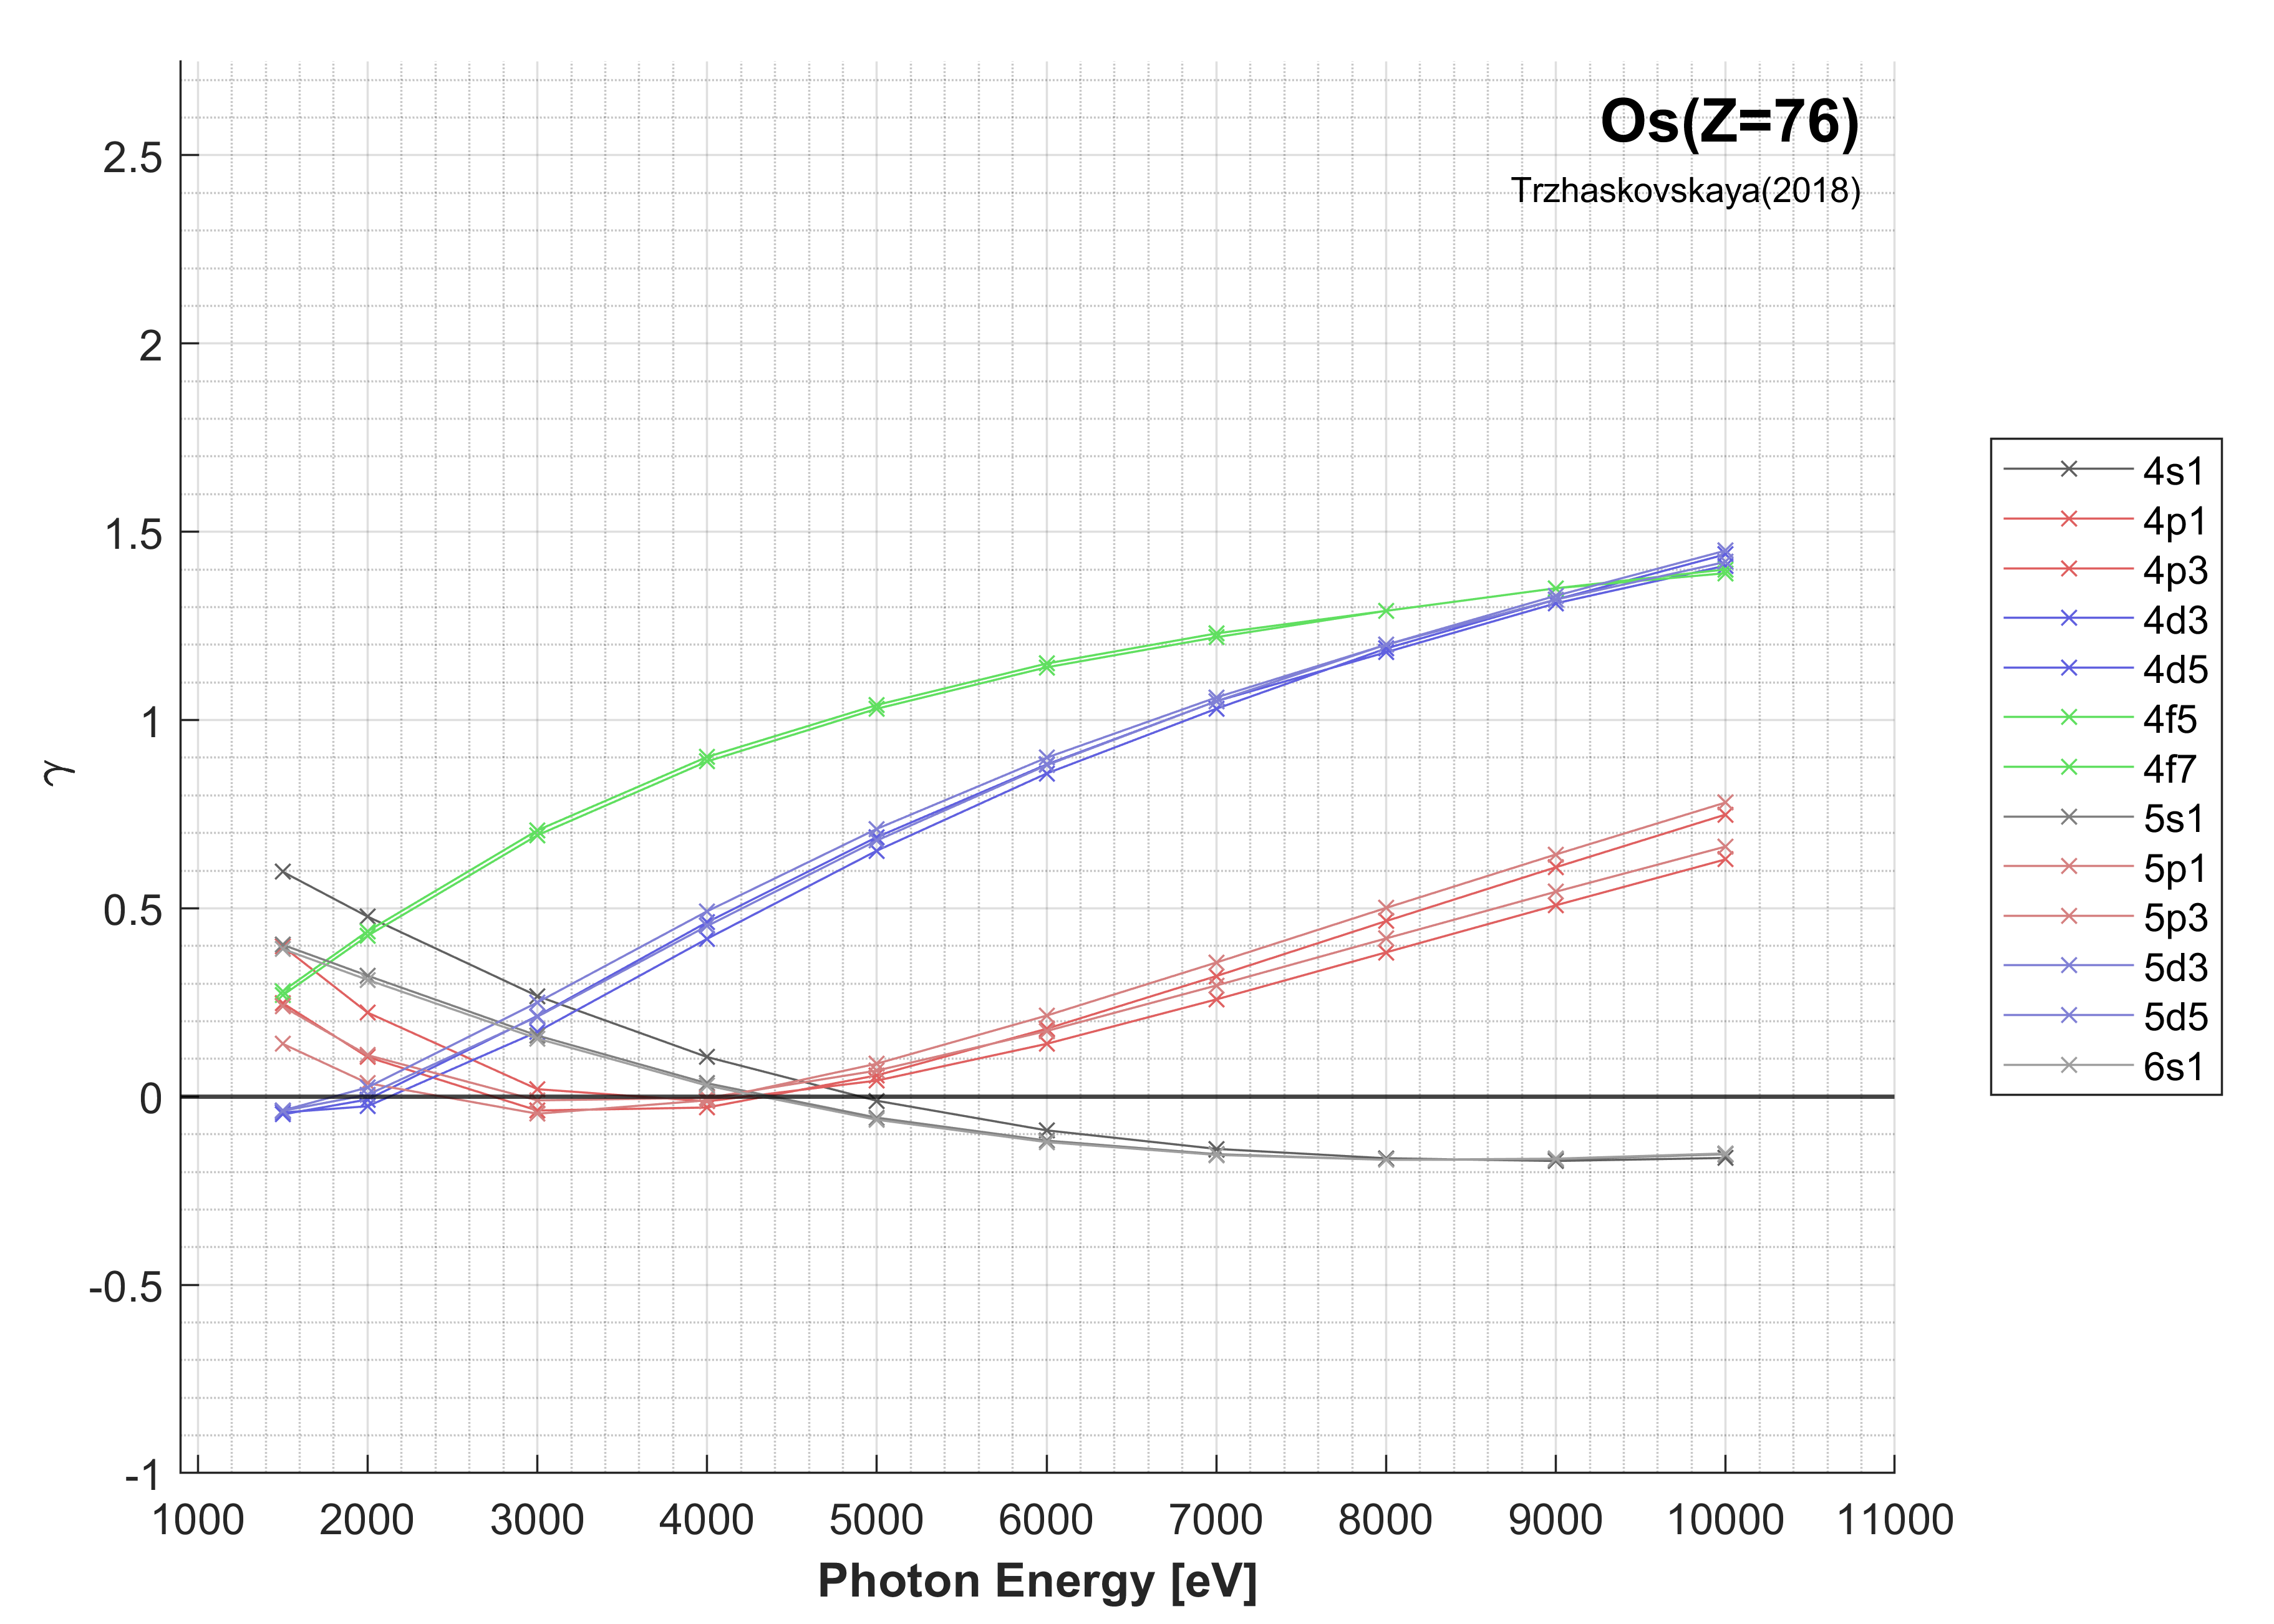 Os(Z=76)
Trzhaskovskaya(2018)
2.5
2
1.5
1
0.5
0
-0.5
-1
γ
1000 2000 3000 4000 5000 6000 7000 8000 9000 10000 11000
Photon Energy [eV]
4s1
4p1
4p3
4d3
4d5
4f5
4f7
5s1
5p1
5p3
5d3
5d5
6s1